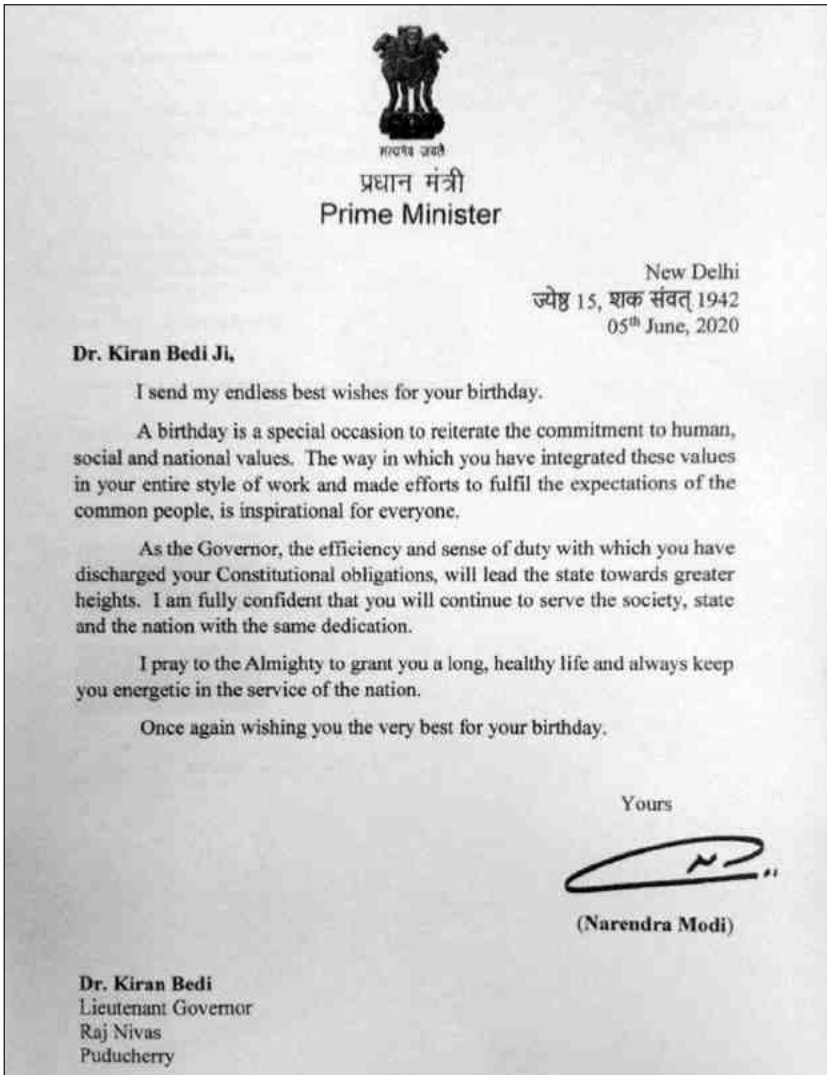 सत्यमेव जयते
प्रधान मंत्री
Prime Minister
New Delhi
ज्येष्ठ 15, शक संवत् 1942
05th June, 2020
Dr. Kiran Bedi Ji,
I send my endless best wishes for your birthday.
A birthday is a special occasion to reiterate the commitment to human,
social and national values. The way in which you have integrated these values
in your entire style of work and made efforts to fulfil the expectations of the
common people, is inspirational for everyone.
As the Governor, the efficiency and sense of duty with which you have
discharged your Constitutional obligations, will lead the state towards greater
heights. I am fully confident that you will continue to serve the society, state
and the nation with the same dedication.
I pray to the Almighty to grant you a long, healthy life and always keep
you energetic in the service of the nation.
Once again wishing you the very best for your birthday.
Yours
(Narendra Modi)
Dr. Kiran Bedi
Lieutenant Governor
Raj Nivas
Puducherry